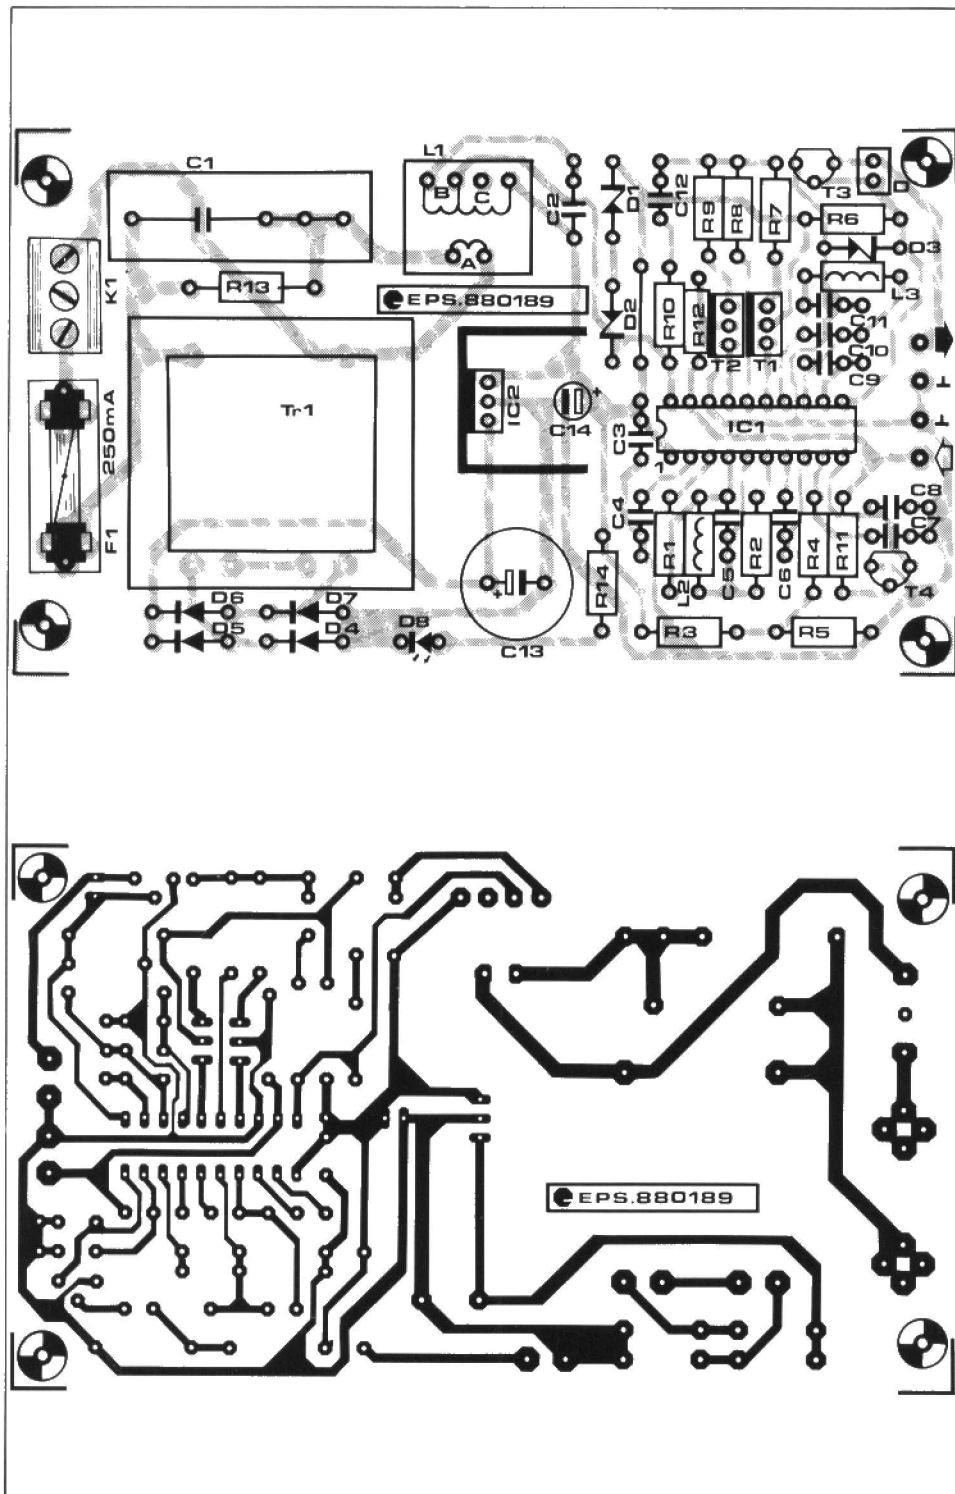 C1
L1
B
C
A
C2
D1
C12
R9
R8
R7
T3
D
R6
D3
L3
K1
R13
EPS.880189
D2
R10
R12
T2
T1
C11
C10
C9
F1
250mA
Tr1
IC2
+
C14
C3
IC1
1
⊥
⊥
C4
R1
L2
C5
R2
C6
R4
R11
C8
C7
T4
D6
D7
D5
D4
D8
+
C13
R14
R3
R5
EPS.880189